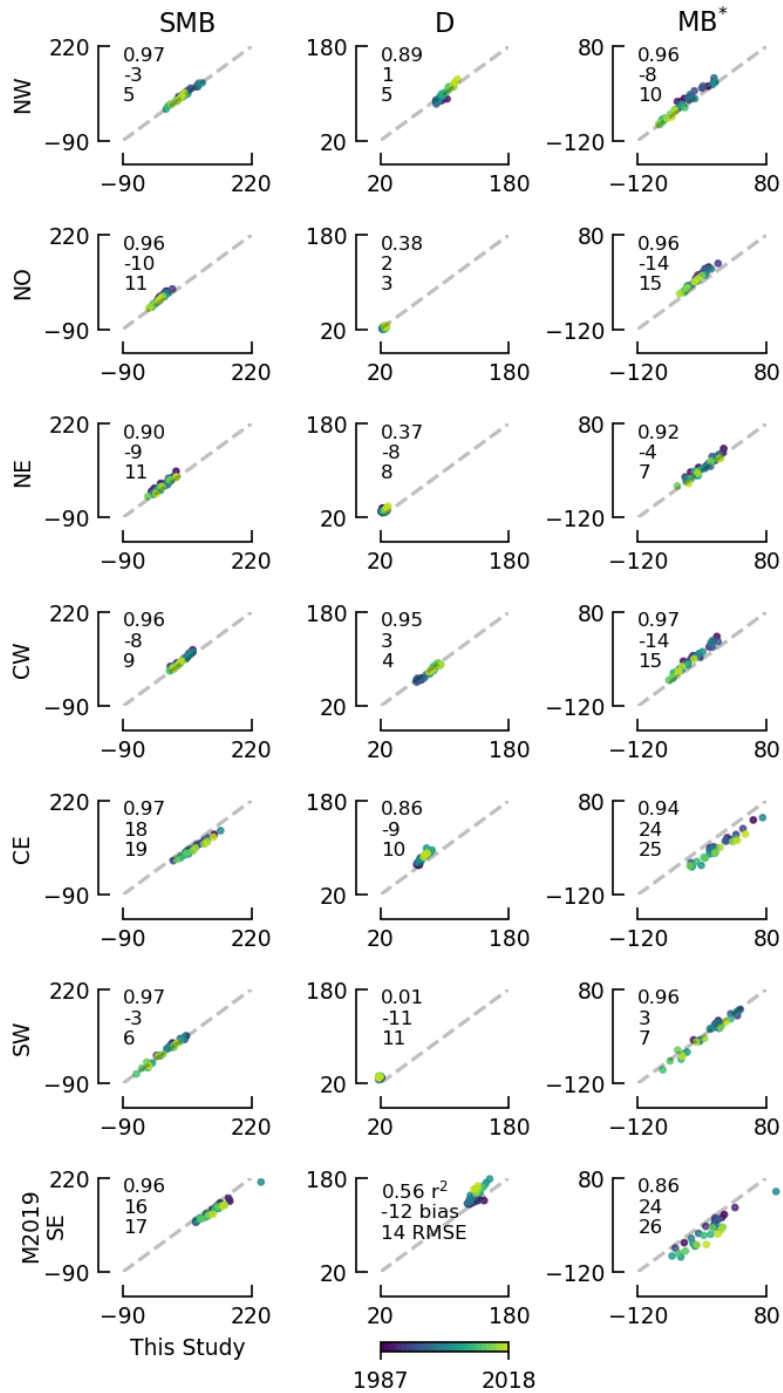 SMB D MB*
NW
220 0.97 180 0.89 80 0.96
-3 1 -8
5 5 10
−90 20 −120
−90 220 20 180 −120 80
NO
220 0.96 180 0.38 80 0.96
-10 2 -14
11 3 15
−90 20 −120
−90 220 20 180 −120 80
NE
220 0.90 180 0.37 80 0.92
-9 -8 -4
11 8 7
−90 20 −120
−90 220 20 180 −120 80
CW
220 0.96 180 0.95 80 0.97
-8 3 -14
9 4 15
−90 20 −120
−90 220 20 180 −120 80
CE
220 0.97 180 0.86 80 0.94
18 -9 24
19 10 25
−90 20 −120
−90 220 20 180 −120 80
SW
220 0.97 180 0.01 80 0.96
-3 -11 3
6 11 7
−90 20 −120
−90 220 20 180 −120 80
M2019
SE
220 0.96 180 0.56 r² 80 0.86
16 -12 bias 24
17 14 RMSE 26
−90 20 −120
−90 220 20 180 −120 80
This Study
1987 2018